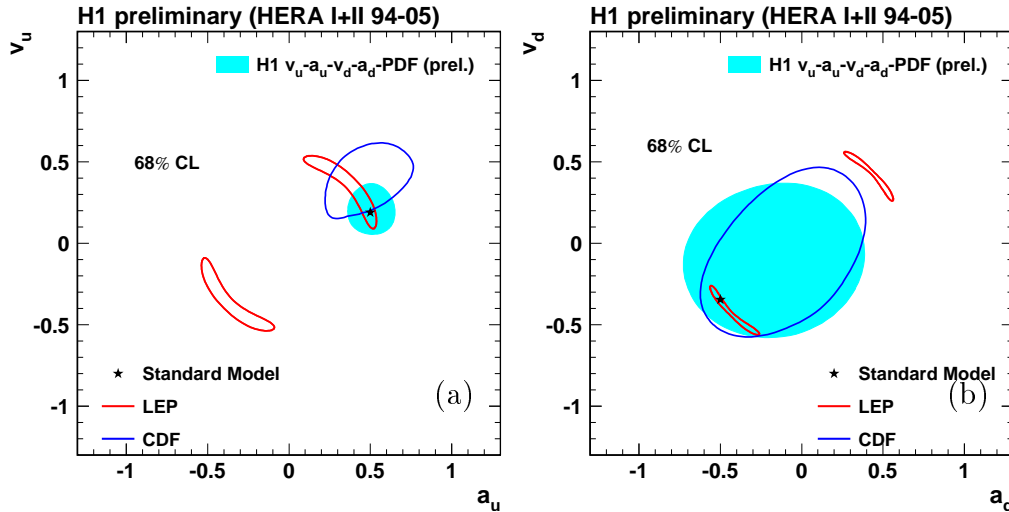 H1 preliminary (HERA I+II 94-05)
v_u
H1 v_u-a_u-v_d-a_d-PDF (prel.)
68% CL
1
0.5
0
-0.5
-1
Standard Model
LEP
CDF
(a)
-1 -0.5 0 0.5 1
a_u
H1 preliminary (HERA I+II 94-05)
v_d
H1 v_u-a_u-v_d-a_d-PDF (prel.)
68% CL
1
0.5
0
-0.5
-1
Standard Model
LEP
CDF
(b)
-1 -0.5 0 0.5 1
a_d